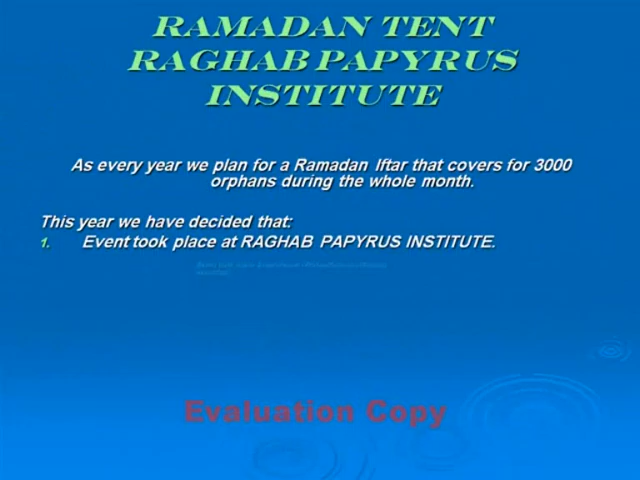 RAMADAN TENT
RAGHAB PAPYRUS
INSTITUTE
As every year we plan for a Ramadan Iftar that covers for 3000
orphans during the whole month.
This year we have decided that:
1. Event took place at RAGHAB PAPYRUS INSTITUTE.
Evaluation Copy